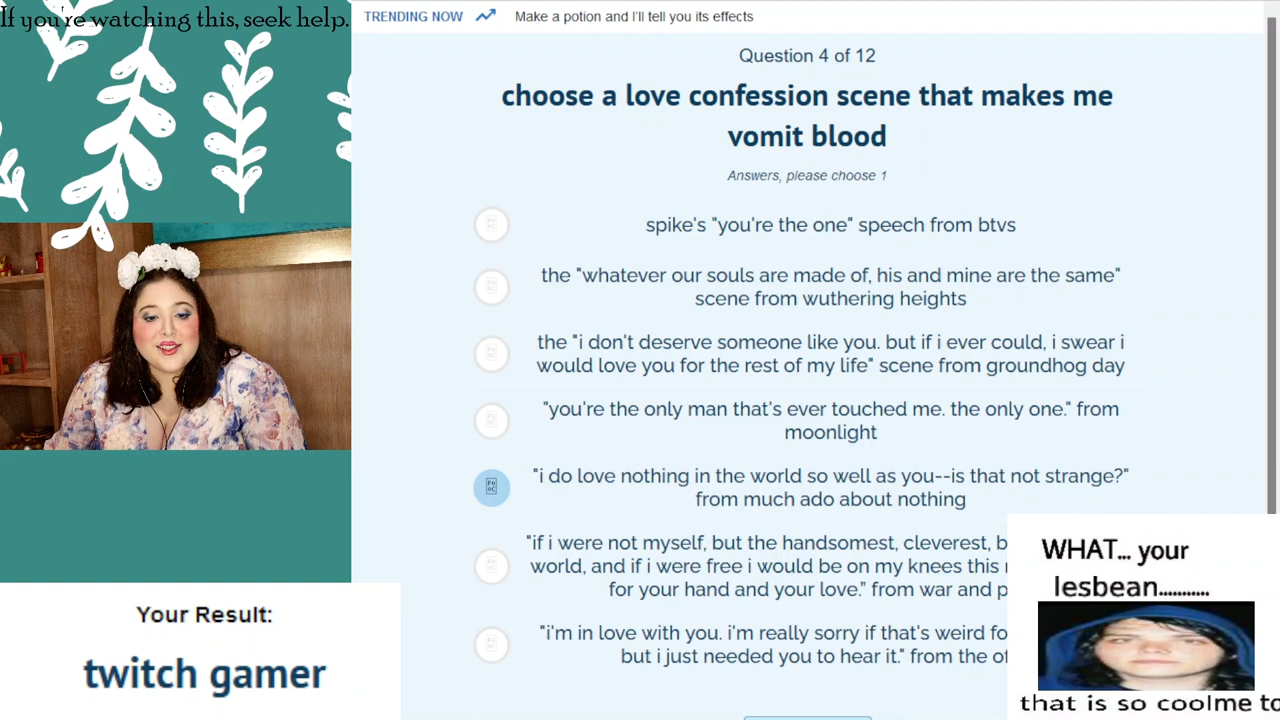 If you're watching this, seek help.
TRENDING NOW Make a potion and I'll tell you its effects
Question 4 of 12
choose a love confession scene that makes me
vomit blood
Answers, please choose 1
spike's "you're the one" speech from btvs
the "whatever our souls are made of, his and mine are the same"
scene from wuthering heights
the "i don't deserve someone like you. but if i ever could, i swear i
would love you for the rest of my life" scene from groundhog day
"you're the only man that's ever touched me. the only one." from
moonlight
"i do love nothing in the world so well as you--is that not strange?"
from much ado about nothing
"if i were not myself, but the handsomest, cleverest, b
world, and if i were free i would be on my knees this
for your hand and your love." from war and p
"i'm in love with you. i'm really sorry if that's weird fo
but i just needed you to hear it." from the of
Your Result:
twitch gamer
WHAT... your
lesbean...........
that is so coolme to